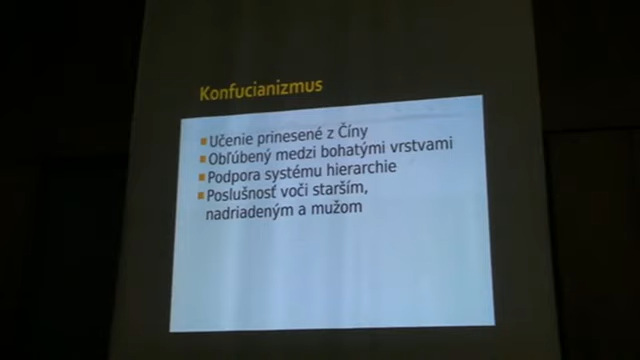 Konfucianizmus
Učenie prinesené z Číny
Obľúbený medzi bohatými vrstvami
Podpora systému hierarchie
Poslušnosť voči starším,
nadriadeným a mužom